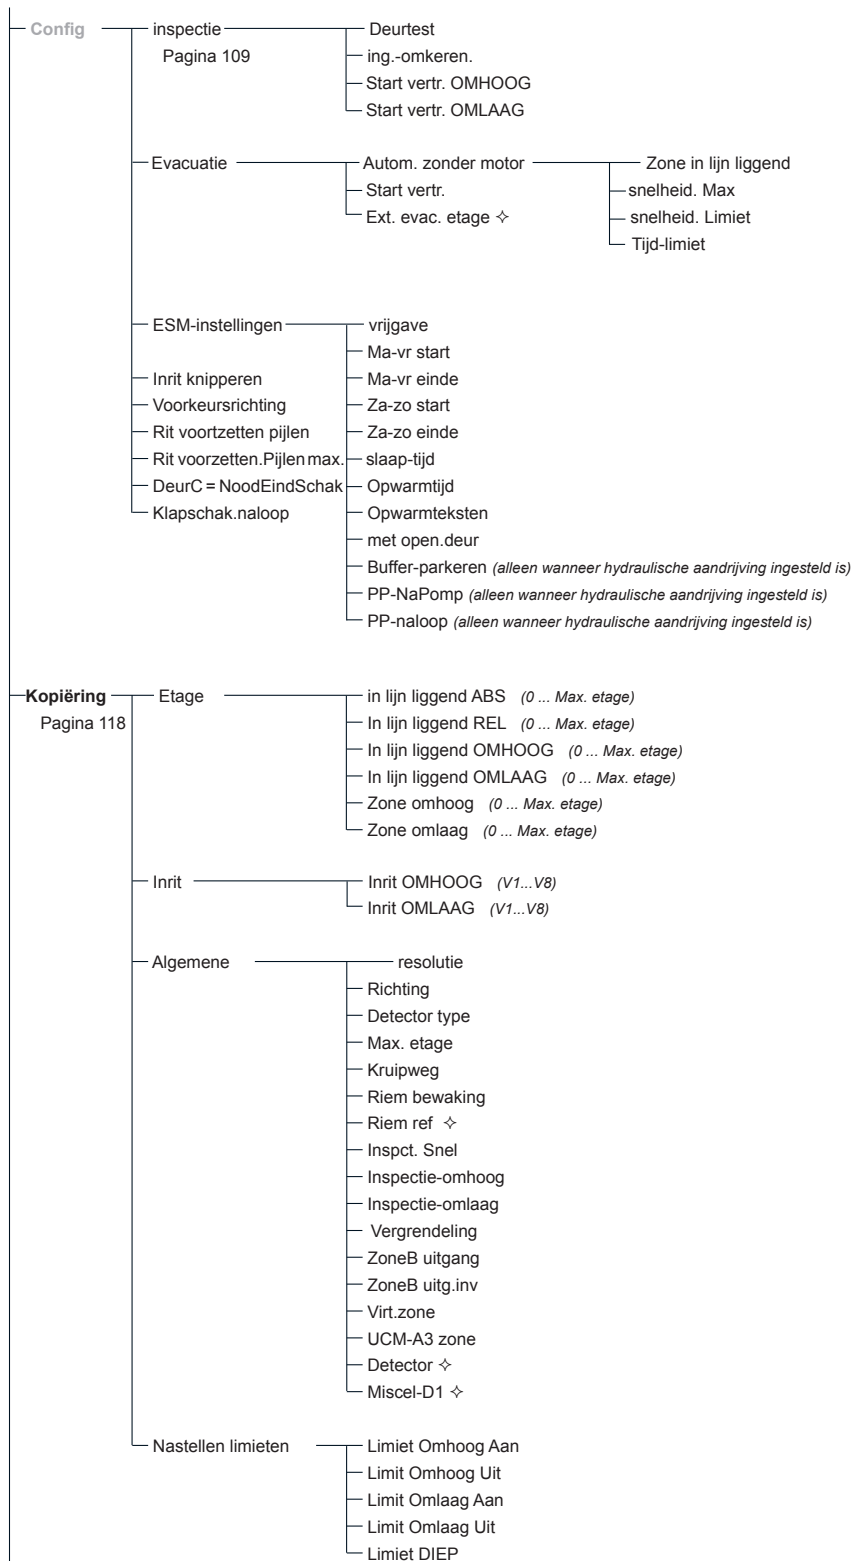 Config inspectie Deurtest
Pagina 109 ing.-omkeren.
Start vertr. OMHOOG
Start vertr. OMLAAG
Evacuatie Autom. zonder motor Zone in lijn liggend
Start vertr. snelheid. Max
Ext. evac. etage ✧ snelheid. Limiet
Tijd-limiet
ESM-instellingen vrijgave
Ma-vr start
Inrit knipperen Ma-vr einde
Voorkeursrichting Za-zo start
Rit voortzetten pijlen Za-zo einde
Rit voorzetten.Pijlen max. slaap-tijd
DeurC = NoodEindSchak Opwarmtijd
Klapschak.naloop Opwarmteksten
met open.deur
Buffer-parkeren (alleen wanneer hydraulische aandrijving ingesteld is)
PP-NaPomp (alleen wanneer hydraulische aandrijving ingesteld is)
PP-naloop (alleen wanneer hydraulische aandrijving ingesteld is)
Kopiëring Etage in lijn liggend ABS (0 ... Max. etage)
Pagina 118 In lijn liggend REL (0 ... Max. etage)
In lijn liggend OMHOOG (0 ... Max. etage)
In lijn liggend OMLAAG (0 ... Max. etage)
Zone omhoog (0 ... Max. etage)
Zone omlaag (0 ... Max. etage)
Inrit Inrit OMHOOG (V1...V8)
Inrit OMLAAG (V1...V8)
Algemene resolutie
Richting
Detector type
Max. etage
Kruipweg
Riem bewaking
Riem ref ✧
Inspct. Snel
Inspectie-omhoog
Inspectie-omlaag
Vergrendeling
ZoneB uitgang
ZoneB uitg.inv
Virt.zone
UCM-A3 zone
Detector ✧
Miscel-D1 ✧
Nastellen limieten Limiet Omhoog Aan
Limit Omhoog Uit
Limit Omlaag Aan
Limit Omlaag Uit
Limiet DIEP